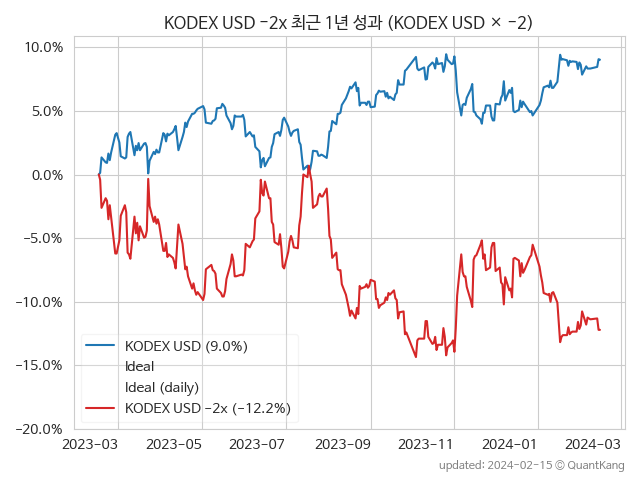 KODEX USD -2x 최근 1년 성과 (KODEX USD × -2)
10.0%
5.0%
0.0%
-5.0%
-10.0%
-15.0%
-20.0%
KODEX USD (9.0%)
Ideal
Ideal (daily)
KODEX USD -2x (-12.2%)
2023-03 2023-05 2023-07 2023-09 2023-11 2024-01 2024-03
updated: 2024-02-15 © QuantKang